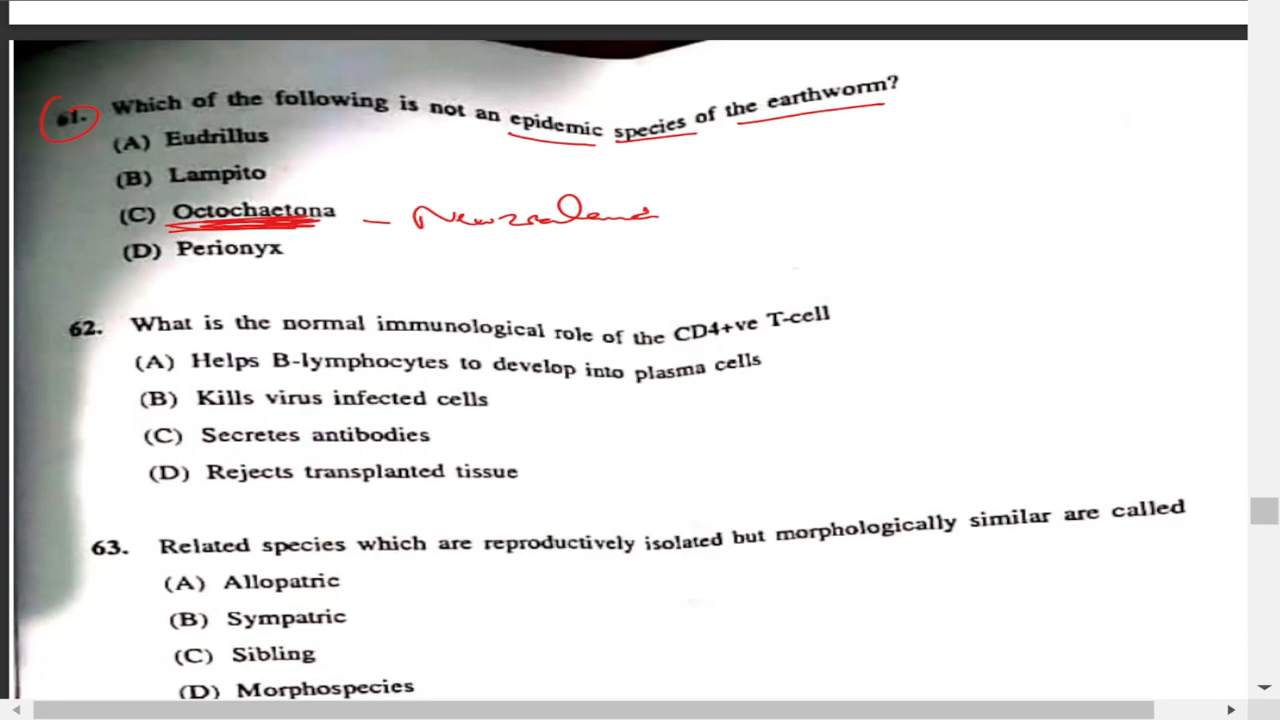 61. Which of the following is not an epidemic species of the earthworm?
(A) Eudrillus
(B) Lampito
(C) Octochaetona – Newzealand
(D) Perionyx
62. What is the normal immunological role of the CD4+ve T-cell
(A) Helps B-lymphocytes to develop into plasma cells
(B) Kills virus infected cells
(C) Secretes antibodies
(D) Rejects transplanted tissue
63. Related species which are reproductively isolated but morphologically similar are called
(A) Allopatric
(B) Sympatric
(C) Sibling
(D) Morphospecies